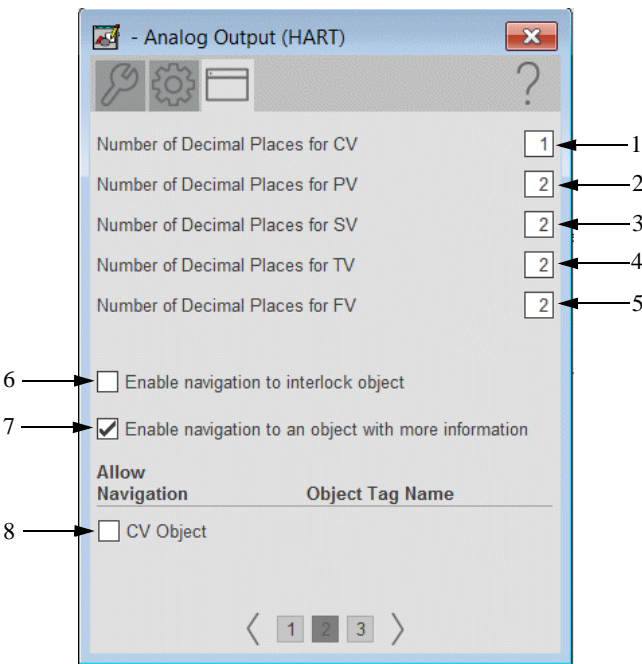 - Analog Output (HART)
?
Number of Decimal Places for CV 1 1
Number of Decimal Places for PV 2 2
Number of Decimal Places for SV 2 3
Number of Decimal Places for TV 2 4
Number of Decimal Places for FV 2 5
6 Enable navigation to interlock object
7 Enable navigation to an object with more information
Allow
Navigation Object Tag Name
8 CV Object
1 2 3